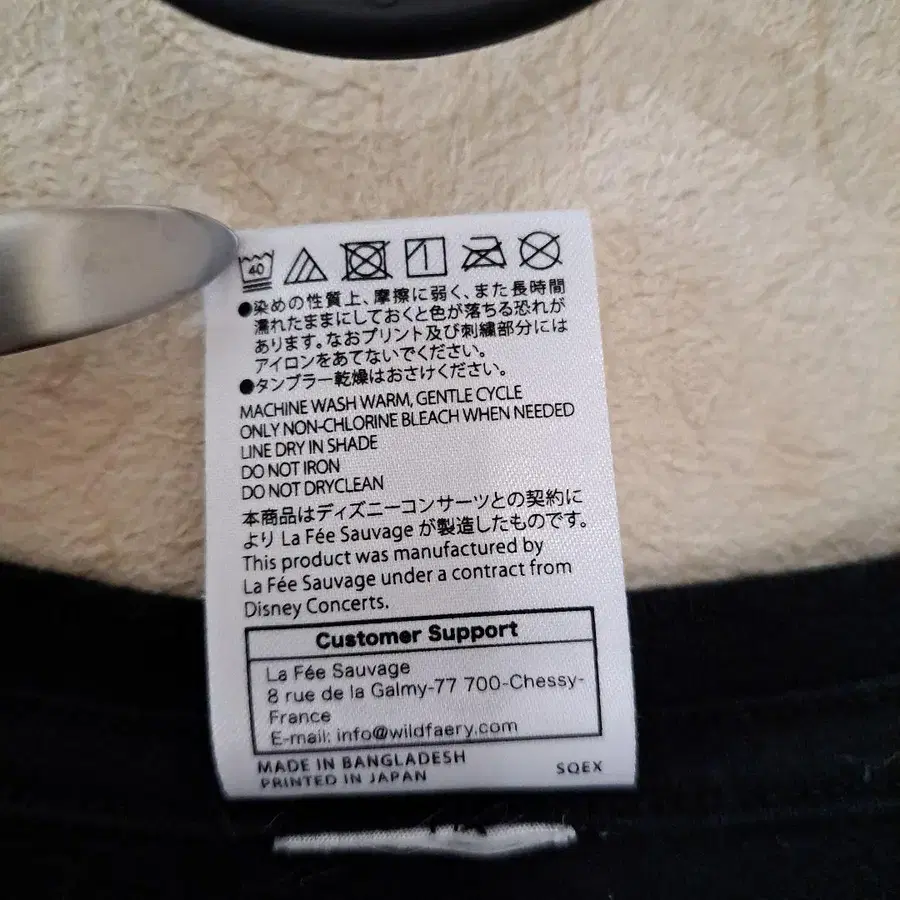 40
●染めの性質上、摩擦に弱く、また長時間
濡れたままにしておくと色が落ちる恐れが
あります。なおプリント及び刺繍部分には
アイロンをあてないでください。
●タンブラー乾燥はおさけください。
MACHINE WASH WARM, GENTLE CYCLE
ONLY NON-CHLORINE BLEACH WHEN NEEDED
LINE DRY IN SHADE
DO NOT IRON
DO NOT DRYCLEAN
本商品はディズニーコンサーツとの契約に
より La Fée Sauvage が製造したものです。
This product was manufactured by
La Fée Sauvage under a contract from
Disney Concerts.
Customer Support
La Fée Sauvage
8 rue de la Galmy-77 700-Chessy-
France
E-mail: info@wildfaery.com
MADE IN BANGLADESH
PRINTED IN JAPAN SQEX